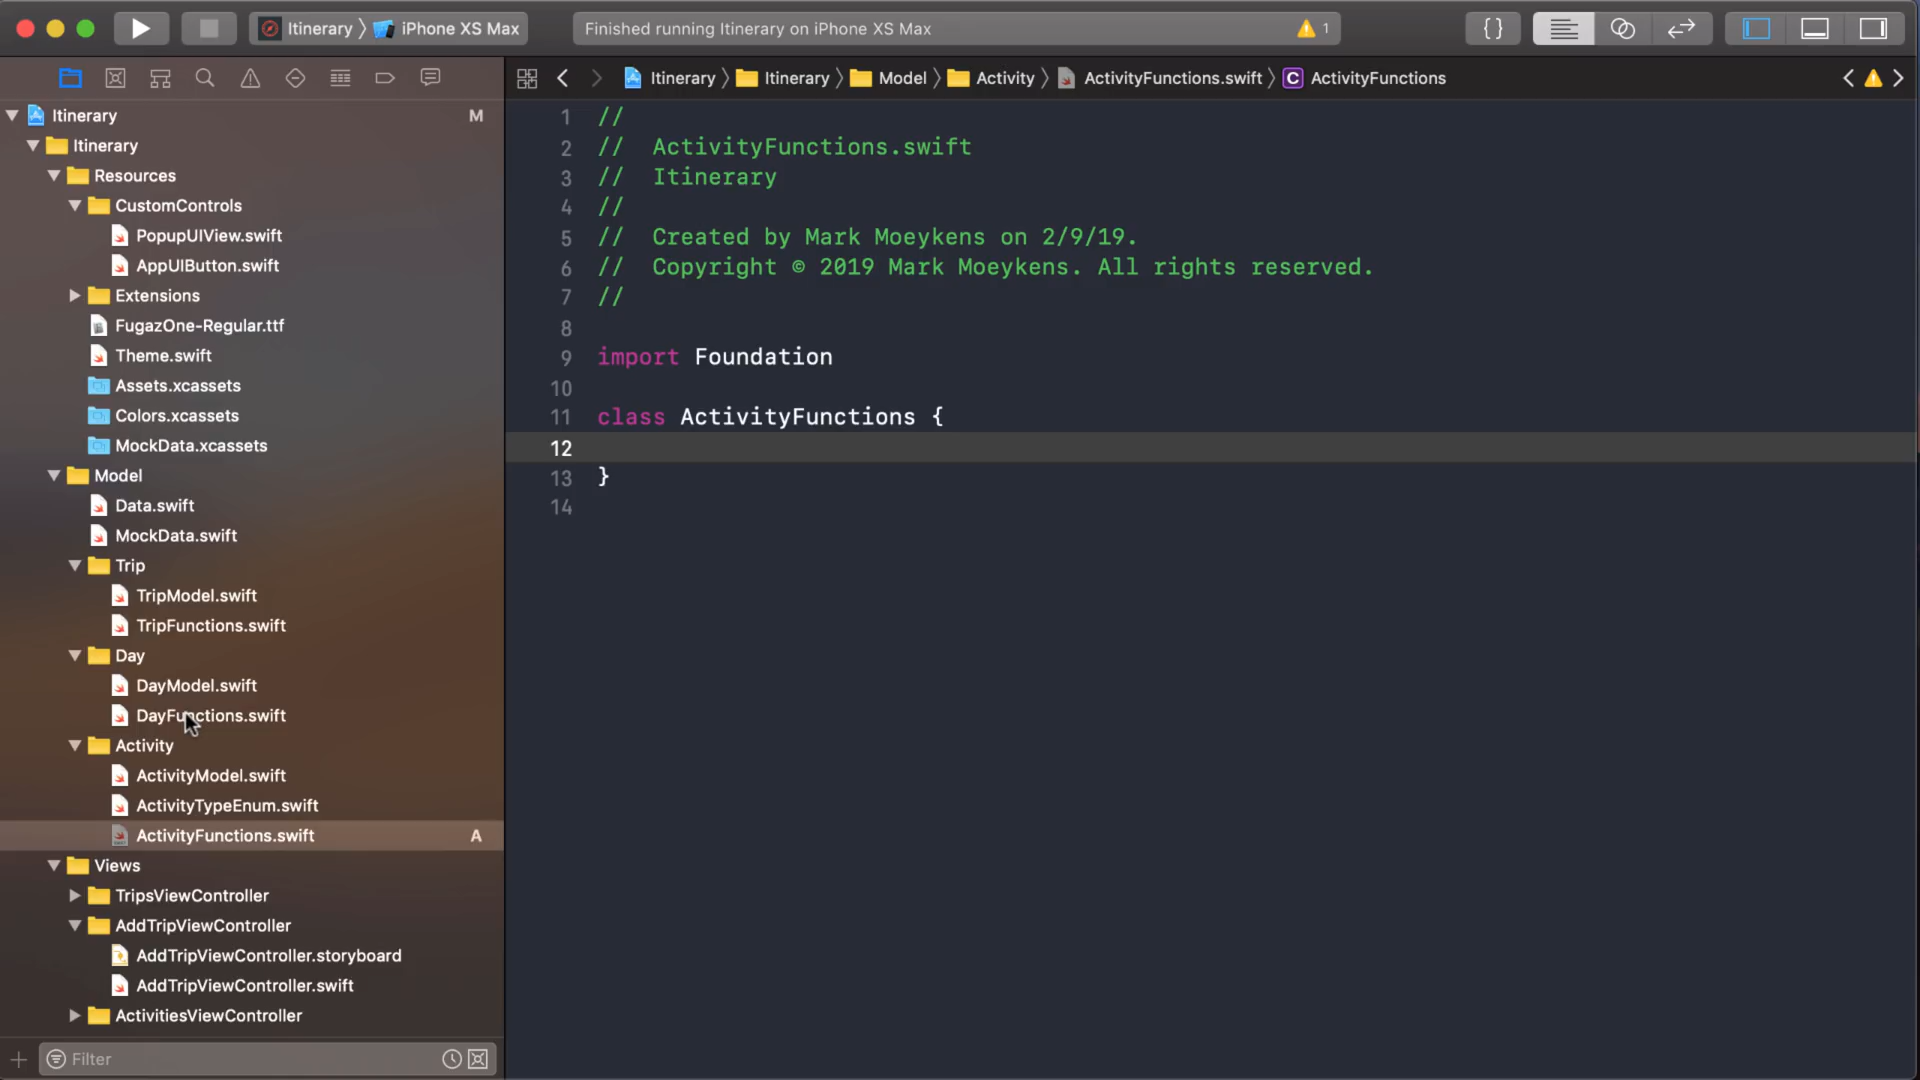 Itinerary
iPhone XS Max
Finished running Itinerary on iPhone XS Max
1
{ }
Itinerary
Itinerary
Model
Activity
ActivityFunctions.swift
C
ActivityFunctions
Itinerary
M
Itinerary
Resources
CustomControls
PopupUIView.swift
AppUIButton.swift
Extensions
FugazOne-Regular.ttf
Theme.swift
Assets.xcassets
Colors.xcassets
MockData.xcassets
Model
Data.swift
MockData.swift
Trip
TripModel.swift
TripFunctions.swift
Day
DayModel.swift
DayFunctions.swift
Activity
ActivityModel.swift
ActivityTypeEnum.swift
ActivityFunctions.swift
A
Views
TripsViewController
AddTripViewController
AddTripViewController.storyboard
AddTripViewController.swift
ActivitiesViewController
Filter
1 //
2 //  ActivityFunctions.swift
3 //  Itinerary
4 //
5 //  Created by Mark Moeykens on 2/9/19.
6 //  Copyright © 2019 Mark Moeykens. All rights reserved.
7 //
8
9 import Foundation
10
11 class ActivityFunctions {
12
13 }
14